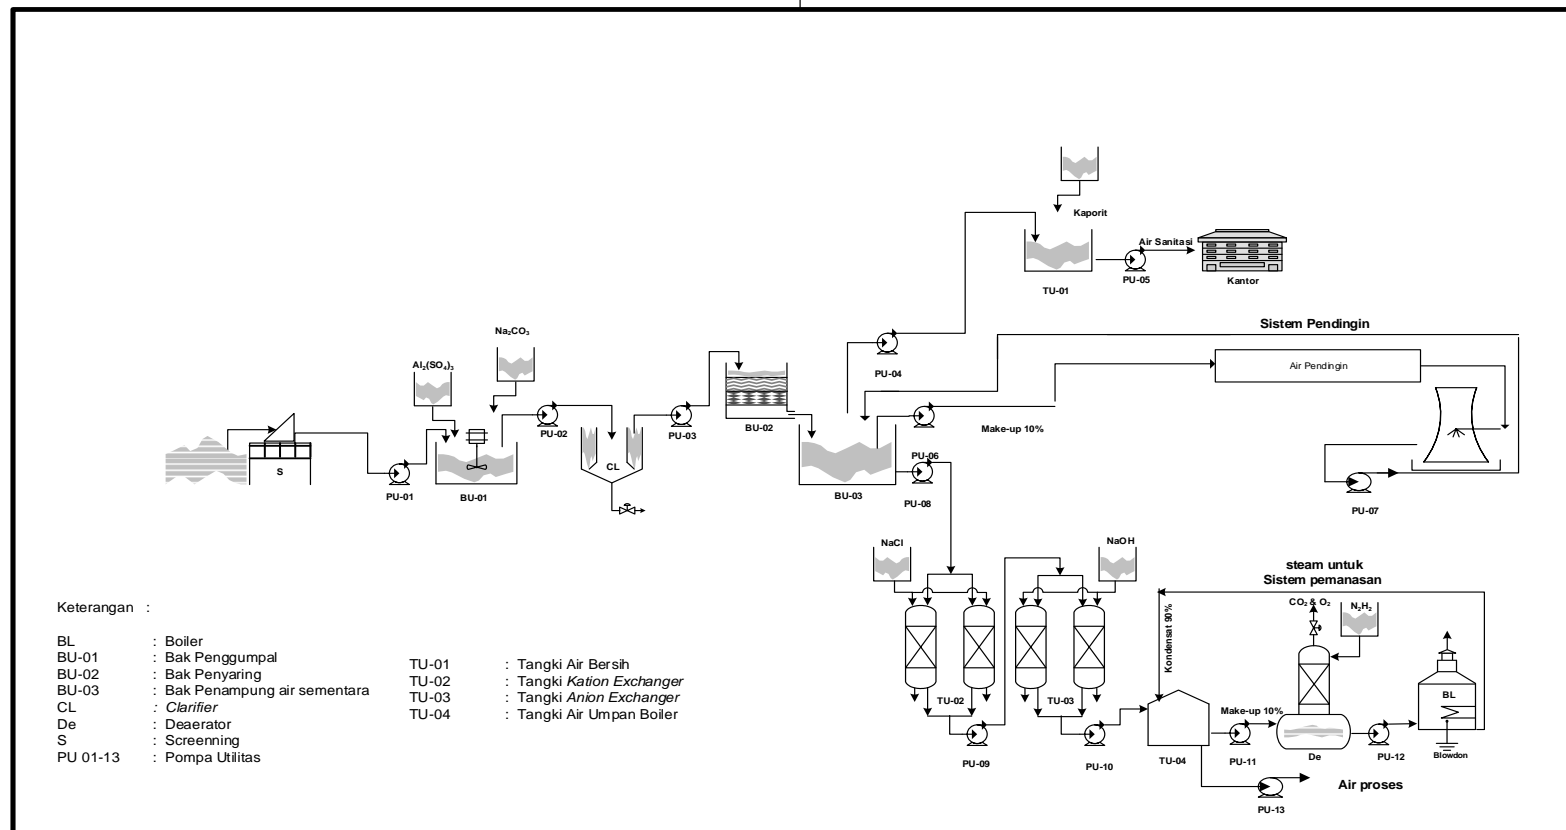 Kaporit
Air Sanitasi
TU-01
PU-05
Kantor
Sistem Pendingin
Na₂CO₃
Al₂(SO₄)₃
PU-04
Air Pendingin
PU-02
PU-03
BU-02
Make-up 10%
S
CL
PU-06
PU-01
BU-01
BU-03
PU-08
PU-07
NaCl
NaOH
steam untuk
Sistem pemanasan
CO₂ & O₂
N₂H₂
Kondensat 90%
BL
TU-02
TU-03
Make-up 10%
PU-09
PU-10
TU-04
PU-11
De
PU-12
Blowdon
Air proses
PU-13
Keterangan :
BL : Boiler
BU-01 : Bak Penggumpal
BU-02 : Bak Penyaring
BU-03 : Bak Penampung air sementara
CL : Clarifier
De : Deaerator
S : Screenning
PU 01-13 : Pompa Utilitas
TU-01 : Tangki Air Bersih
TU-02 : Tangki Kation Exchanger
TU-03 : Tangki Anion Exchanger
TU-04 : Tangki Air Umpan Boiler